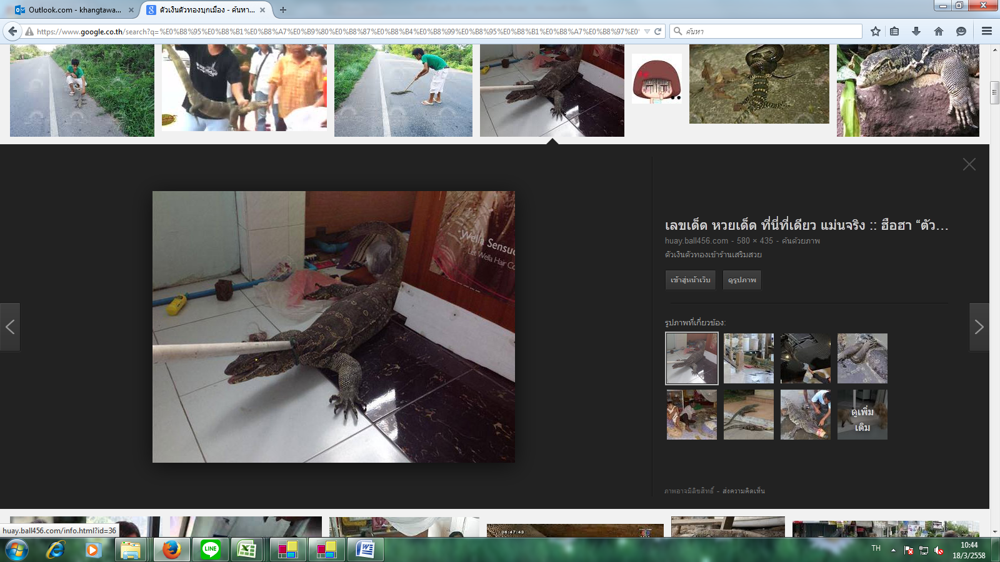 Outlook.com - khangtawa...
ตัวเงินตัวทองบุกเมือง - ค้นหา...
https://www.google.co.th/search?q=%E0%B8%95%E0%B8%B1%E0%B8%A7%E0%B9%80%E0%B8%87%E0%B8%B4%E0%B8%99%E0%B8%95%E0%B8%B1%E0%B8%A7%E0%B8%97%E0%
ค้นหา
Wella Sensuo
Let Wella Hair Co
เลขเด็ด หวยเด็ด ที่นี่ที่เดียว แม่นจริง :: ฮือฮา “ตัว...
huay.ball456.com - 580 × 435 - ค้นด้วยภาพ
ตัวเงินตัวทองเข้าร้านเสริมสวย
เข้าสู่หน้าเว็บ
ดูรูปภาพ
รูปภาพที่เกี่ยวข้อง:
ดูเพิ่ม
เติม
ภาพอาจมีลิขสิทธิ์ - ส่งความคิดเห็น
06:47:43
huay.ball456.com/info.html?id=36
LINE
TH
10:44
18/3/2558